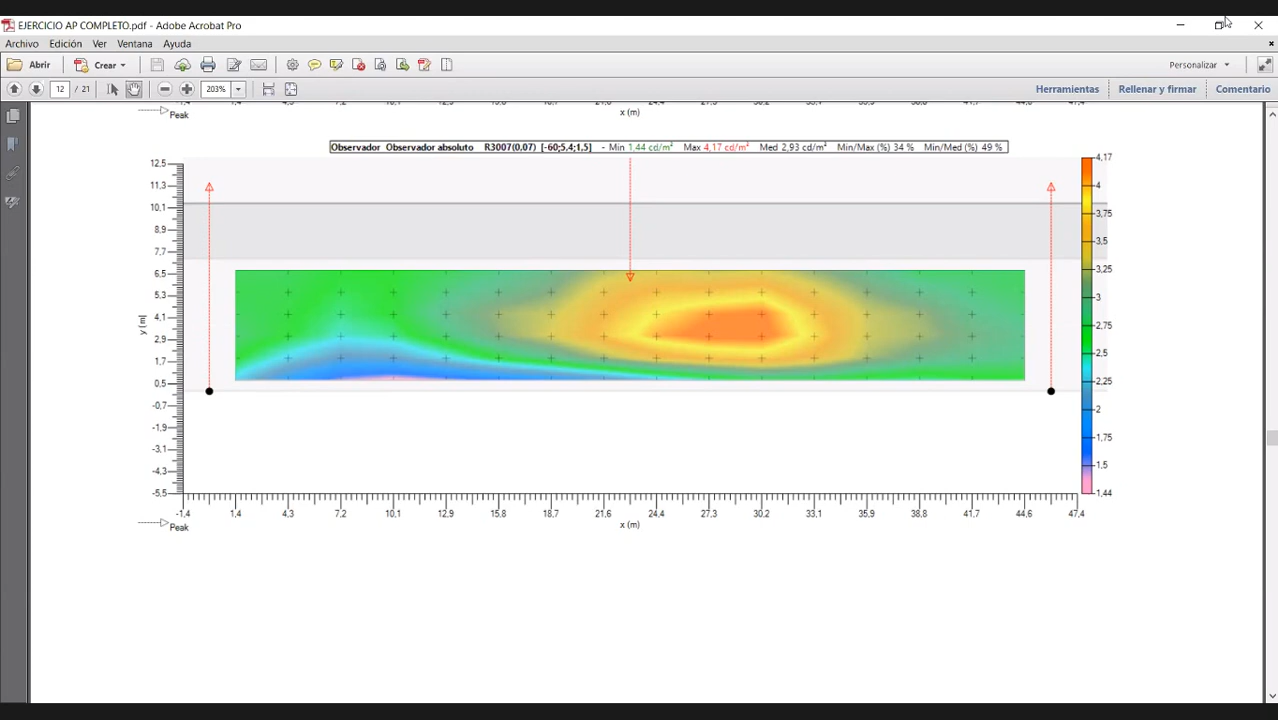 EJERCICIO AP COMPLETO.pdf - Adobe Acrobat Pro
Archivo Edición Ver Ventana Ayuda
Abrir Crear Personalizar
12 / 21 203% Herramientas Rellenar y firmar Comentario
Peak
x (m)
Observador Observador absoluto R3007(0,07) [-60;5,4;1,5] - Min 1,44 cd/m² Max 4,17 cd/m² Med 2,93 cd/m² Min/Max (%) 34 % Min/Med (%) 49 %
12,5
11,3
10,1
8,9
7,7
6,5
5,3
4,1
2,9
1,7
0,5
-0,7
-1,9
-3,1
-4,3
-5,5
y (m)
4,17
4
3,75
3,5
3,25
3
2,75
2,5
2,25
2
1,75
1,5
1,44
-1,4 1,4 4,3 7,2 10,1 12,9 15,8 18,7 21,6 24,4 27,3 30,2 33,1 35,9 38,8 41,7 44,6 47,4
x (m)
Peak